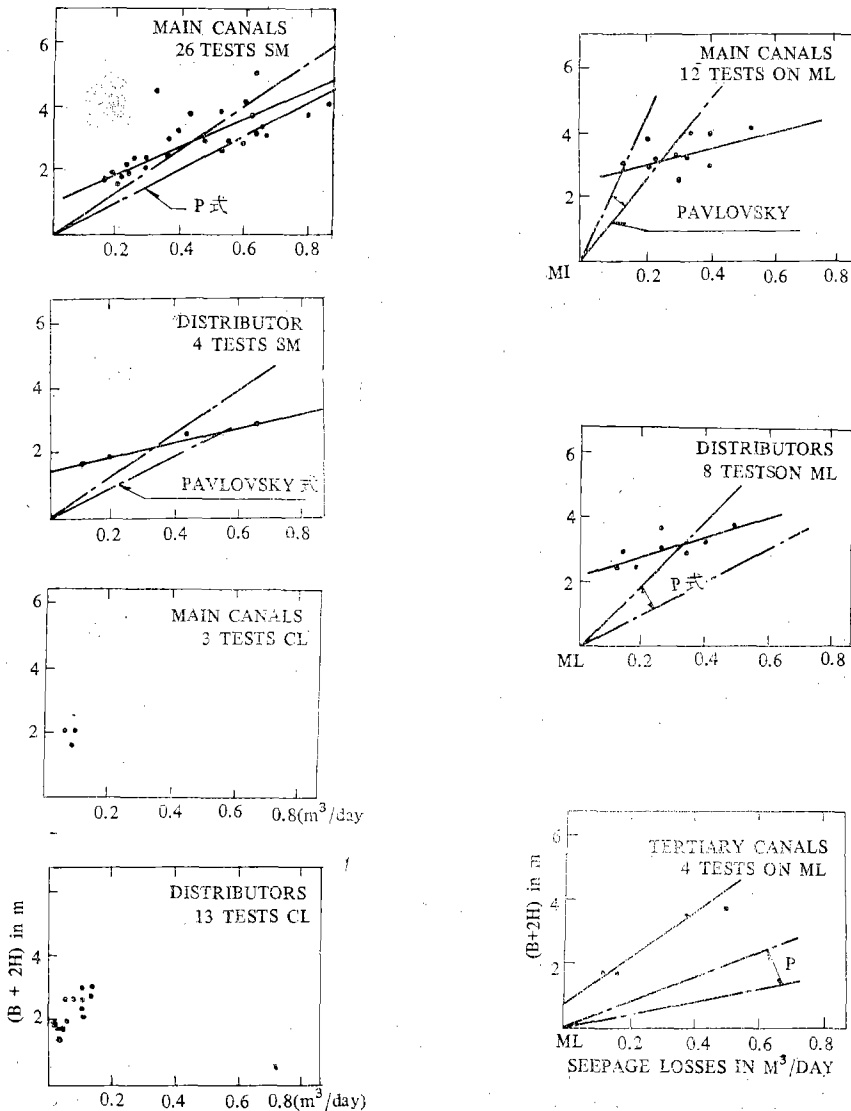 MAIN CANALS
26 TESTS SM
6
4
2
0
P 式
0.2
0.4
0.6
0.8
DISTRIBUTOR
4 TESTS SM
6
4
2
0
PAVLOVSKY 式
0.2
0.4
0.6
0.8
MAIN CANALS
3 TESTS CL
6
4
2
0.2
0.4
0.6
0.8(m³/day
DISTRIBUTORS
13 TESTS CL
(B + 2H) in m
4
2
0
0.2
0.4
0.6
0.8(m³/day)
MAIN CANALS
12 TESTS ON ML
6
4
2
0
PAVLOVSKY
MI
0.2
0.4
0.6
0.8
DISTRIBUTORS
8 TESTSON ML
6
4
2
0
P 式
ML
0.2
0.4
0.6
0.8
TERTIARY CANALS
4 TESTS ON ML
(B+2H) in m
6
4
2
0
P
ML
0.2
0.4
0.6
0.8
SEEPAGE LOSSES IN M³/DAY